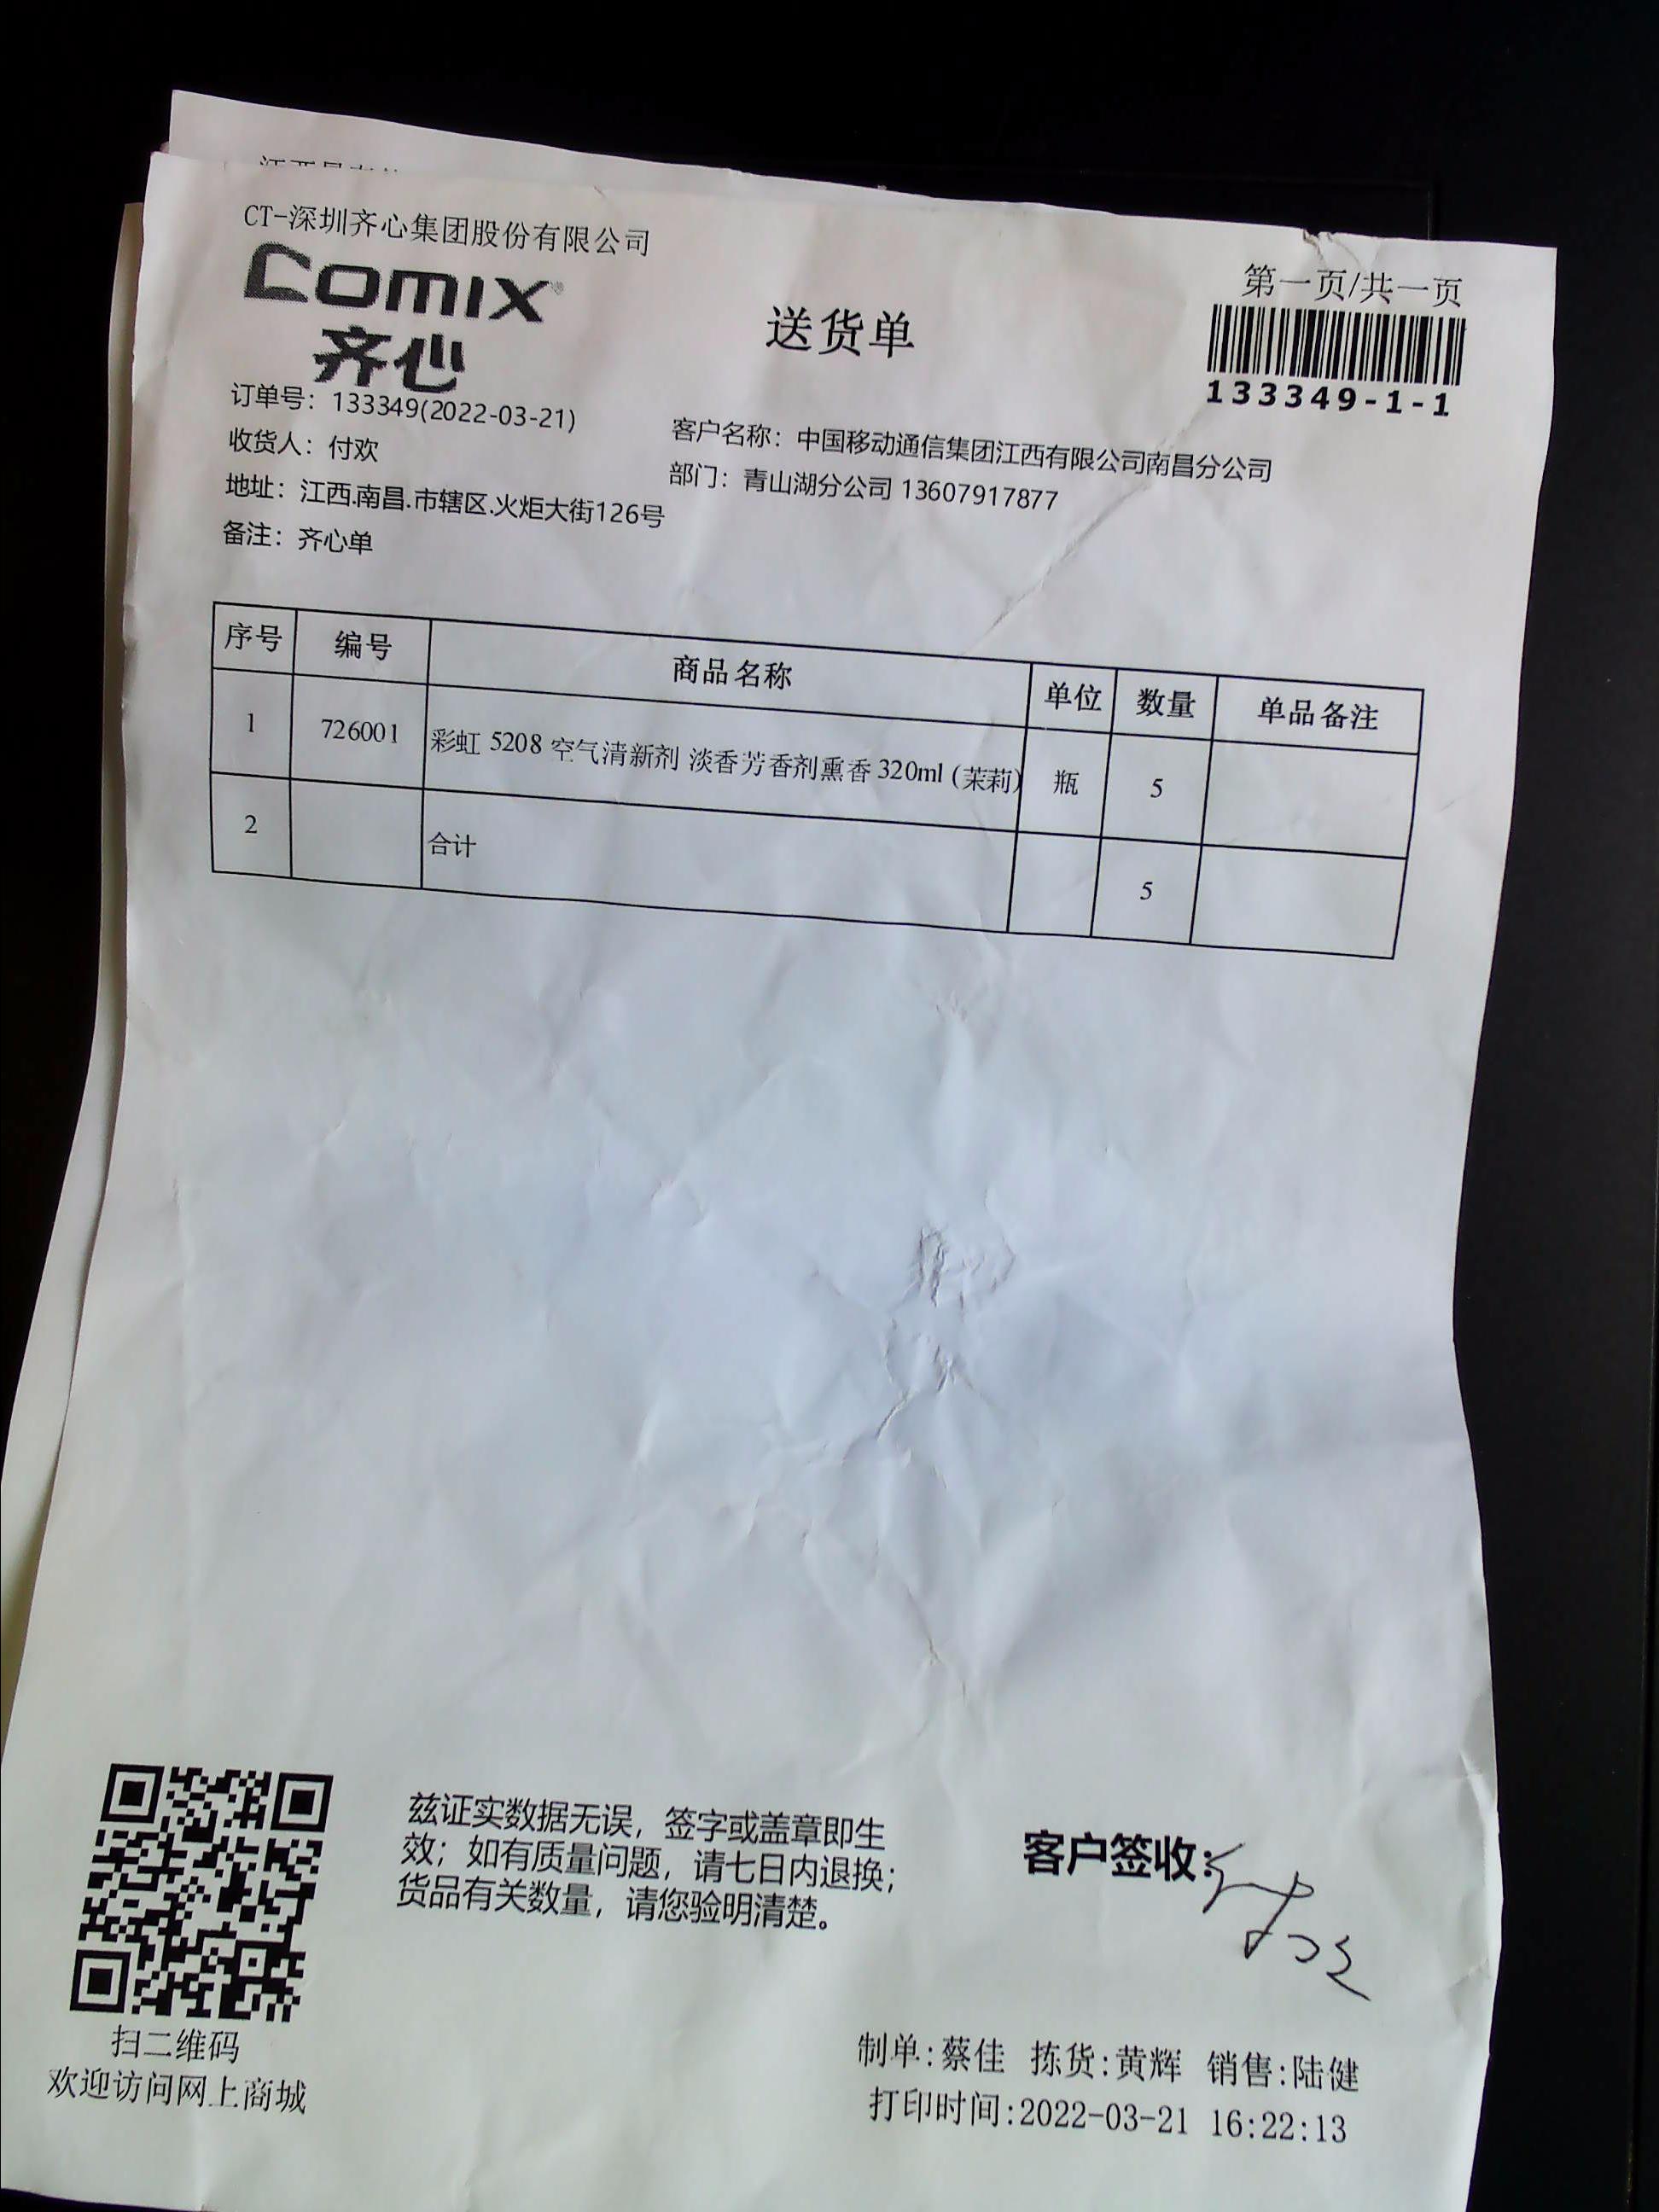 CT-深圳齐心集团股份有限公司
comix
齐心
送货单
第一页/共一页
133349-1-1
订单号：133349(2022-03-21)
收货人：付欢
客户名称：中国移动通信集团江西有限公司南昌分公司
地址：江西.南昌.市辖区.火炬大街126号
部门：青山湖分公司 13607917877
备注：齐心单
序号 编号 商品名称 单位 数量 单品备注
1 726001 彩虹 5208 空气清新剂 淡香芳香剂熏香 320ml (茉莉) 瓶 5
2 合计 5
兹证实数据无误，签字或盖章即生
效；如有质量问题，请七日内退换；
货品有关数量，请您验明清楚。
客户签收:
扫二维码
欢迎访问网上商城
制单:蔡佳 拣货:黄辉 销售:陆健
打印时间:2022-03-21 16:22:13